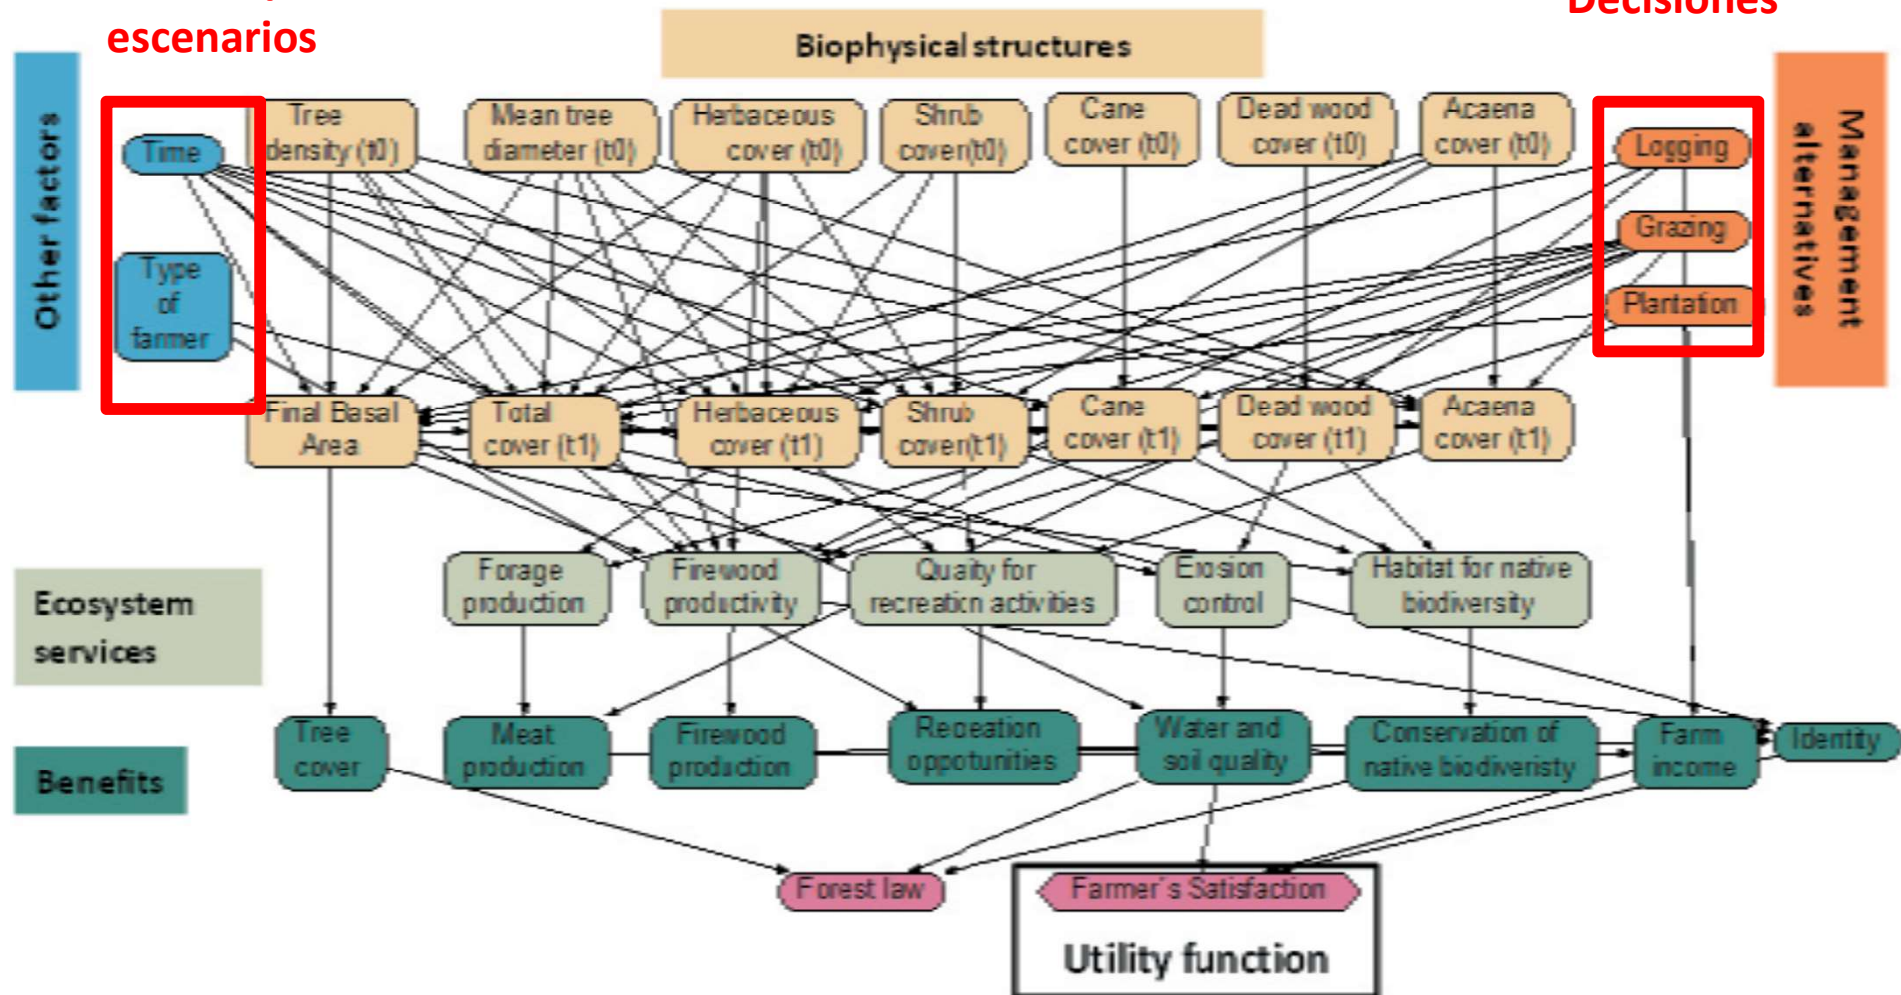 escenarios
Decisiones
Biophysical structures
Other factors
Management
alternatives
Time
Tree
density (t0)
Mean tree
diameter (t0)
Herbaceous
cover (t0)
Shrub
cover(t0)
Cane
cover (t0)
Dead wood
cover (t0)
Acaena
cover (t0)
Logging
Grazing
Plantation
Type
of
farmer
Final Basal
Area
Total
cover (t1)
Herbaceous
cover (t1)
Shrub
cover(t1)
Cane
cover (t1)
Dead wood
cover (t1)
Acaena
cover (t1)
Ecosystem
services
Forage
production
Firewood
productivity
Quaity for
recreation activities
Erosion
control
Habitat for native
biodiversity
Benefits
Tree
cover
Meat
production
Firewood
production
Receation
oppotunities
Water and
soil quality
Conservation of
native biodiveristy
Farm
income
Identity
Forest law
Farmer´s Satisfaction
Utility function